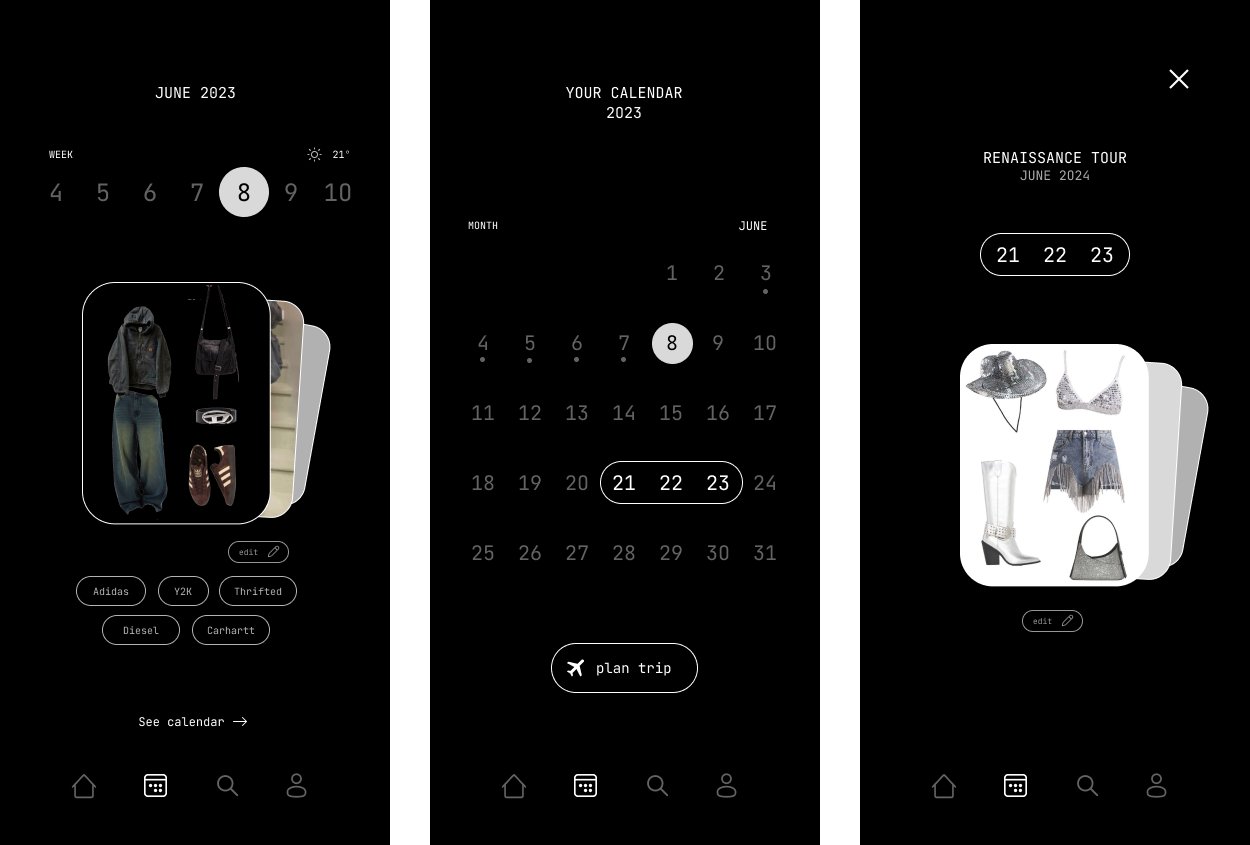 JUNE 2023
WEEK 21°
4 5 6 7 8 9 10
edit
Adidas Y2K Thrifted
Diesel Carhartt
See calendar →
YOUR CALENDAR
2023
MONTH JUNE
1 2 3
4 5 6 7 8 9 10
11 12 13 14 15 16 17
18 19 20 21 22 23 24
25 26 27 28 29 30 31
plan trip
RENAISSANCE TOUR
JUNE 2024
21 22 23
edit